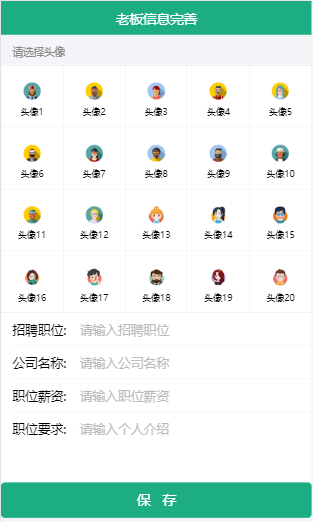 老板信息完善
请选择头像
头像1 头像2 头像3 头像4 头像5
头像6 头像7 头像8 头像9 头像10
头像11 头像12 头像13 头像14 头像15
头像16 头像17 头像18 头像19 头像20
招聘职位: 请输入招聘职位
公司名称: 请输入公司名称
职位薪资: 请输入职位薪资
职位要求: 请输入个人介绍
保 存